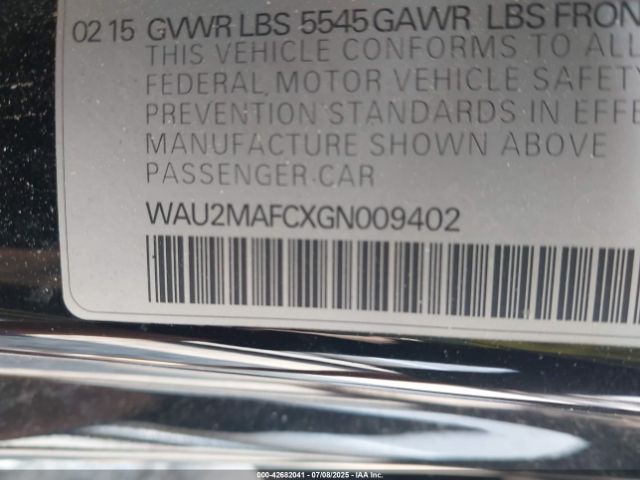 02 15 GVWR LBS 5545 GAWR LBS FRON
THIS VEHICLE CONFORMS TO ALL
FEDERAL MOTOR VEHICLE SAFETY
PREVENTION STANDARDS IN EFFE
MANUFACTURE SHOWN ABOVE
PASSENGER CAR
WAU2MAFCXGN009402
000-42682041 - 07/08/2025 - IAA Inc.